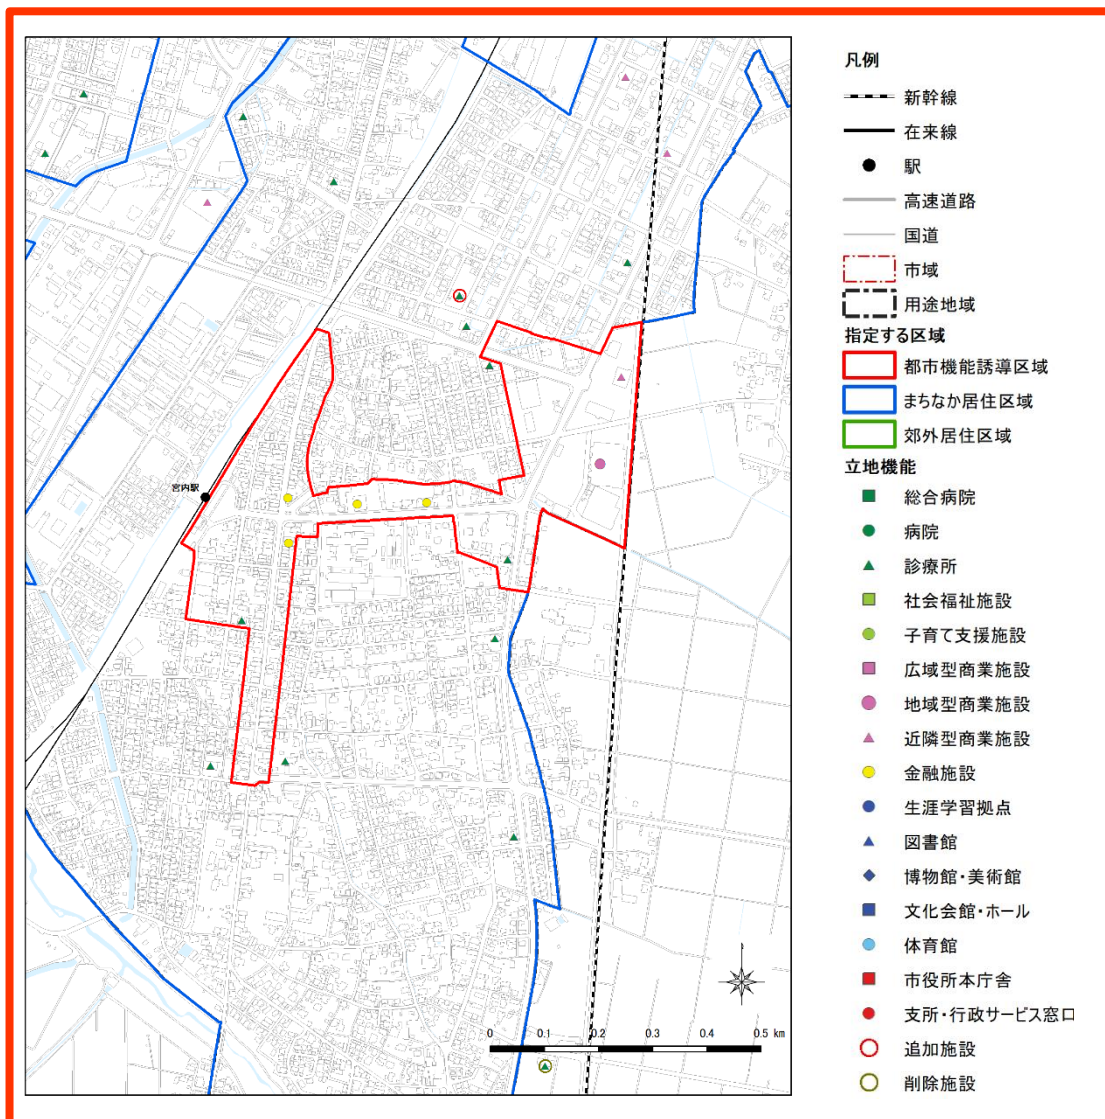 凡例
新幹線
在来線
駅
高速道路
国道
市域
用途地域
指定する区域
都市機能誘導区域
まちなか居住区域
郊外居住区域
立地機能
総合病院
病院
診療所
社会福祉施設
子育て支援施設
広域型商業施設
地域型商業施設
近隣型商業施設
金融施設
生涯学習拠点
図書館
博物館・美術館
文化会館・ホール
体育館
市役所本庁舎
支所・行政サービス窓口
追加施設
削除施設
宮内駅
0 0.1 0.2 0.3 0.4 0.5 km